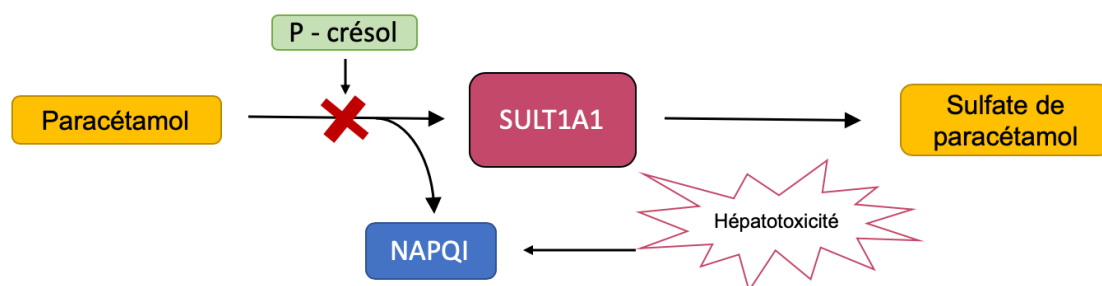 P - crésol
Paracétamol
SULT1A1
Sulfate de
paracétamol
Hépatotoxicité
NAPQI